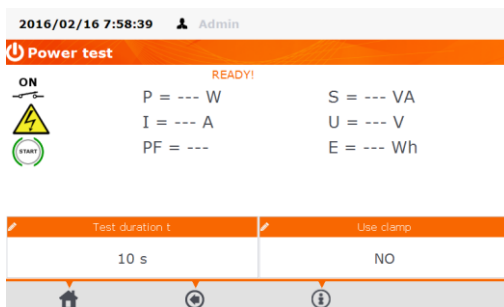 2016/02/16 7:58:39 Admin
Power test
READY!
ON
P = --- W S = --- VA
I = --- A U = --- V
START
PF = --- E = --- Wh
Test duration t Use clamp
10 s NO